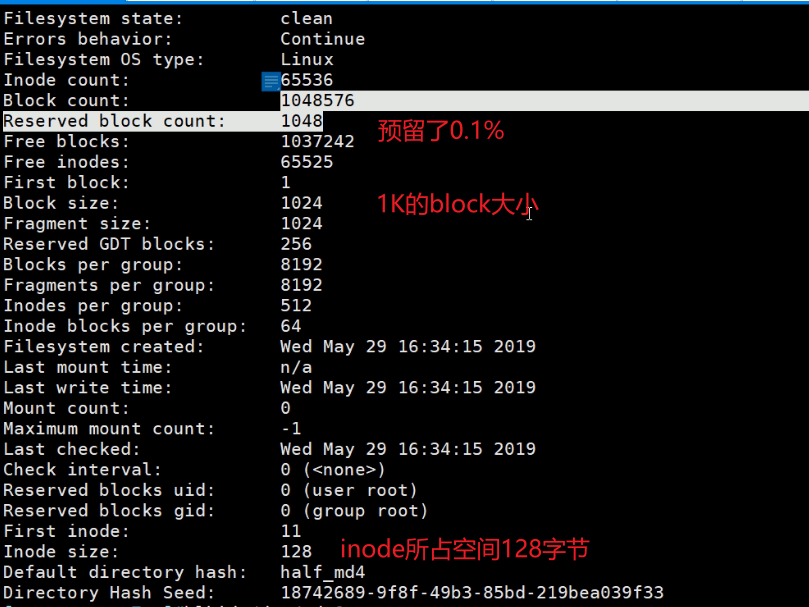 Filesystem state: clean
Errors behavior: Continue
Filesystem OS type: Linux
Inode count: 65536
Block count: 1048576
Reserved block count: 1048
预留了0.1%
Free blocks: 1037242
Free inodes: 65525
First block: 1
Block size: 1024
1K的block大小
Fragment size: 1024
Reserved GDT blocks: 256
Blocks per group: 8192
Fragments per group: 8192
Inodes per group: 512
Inode blocks per group: 64
Filesystem created: Wed May 29 16:34:15 2019
Last mount time: n/a
Last write time: Wed May 29 16:34:15 2019
Mount count: 0
Maximum mount count: -1
Last checked: Wed May 29 16:34:15 2019
Check interval: 0 (<none>)
Reserved blocks uid: 0 (user root)
Reserved blocks gid: 0 (group root)
First inode: 11
Inode size: 128
inode所占空间128字节
Default directory hash: half_md4
Directory Hash Seed: 18742689-9f8f-49b3-85bd-219bea039f33